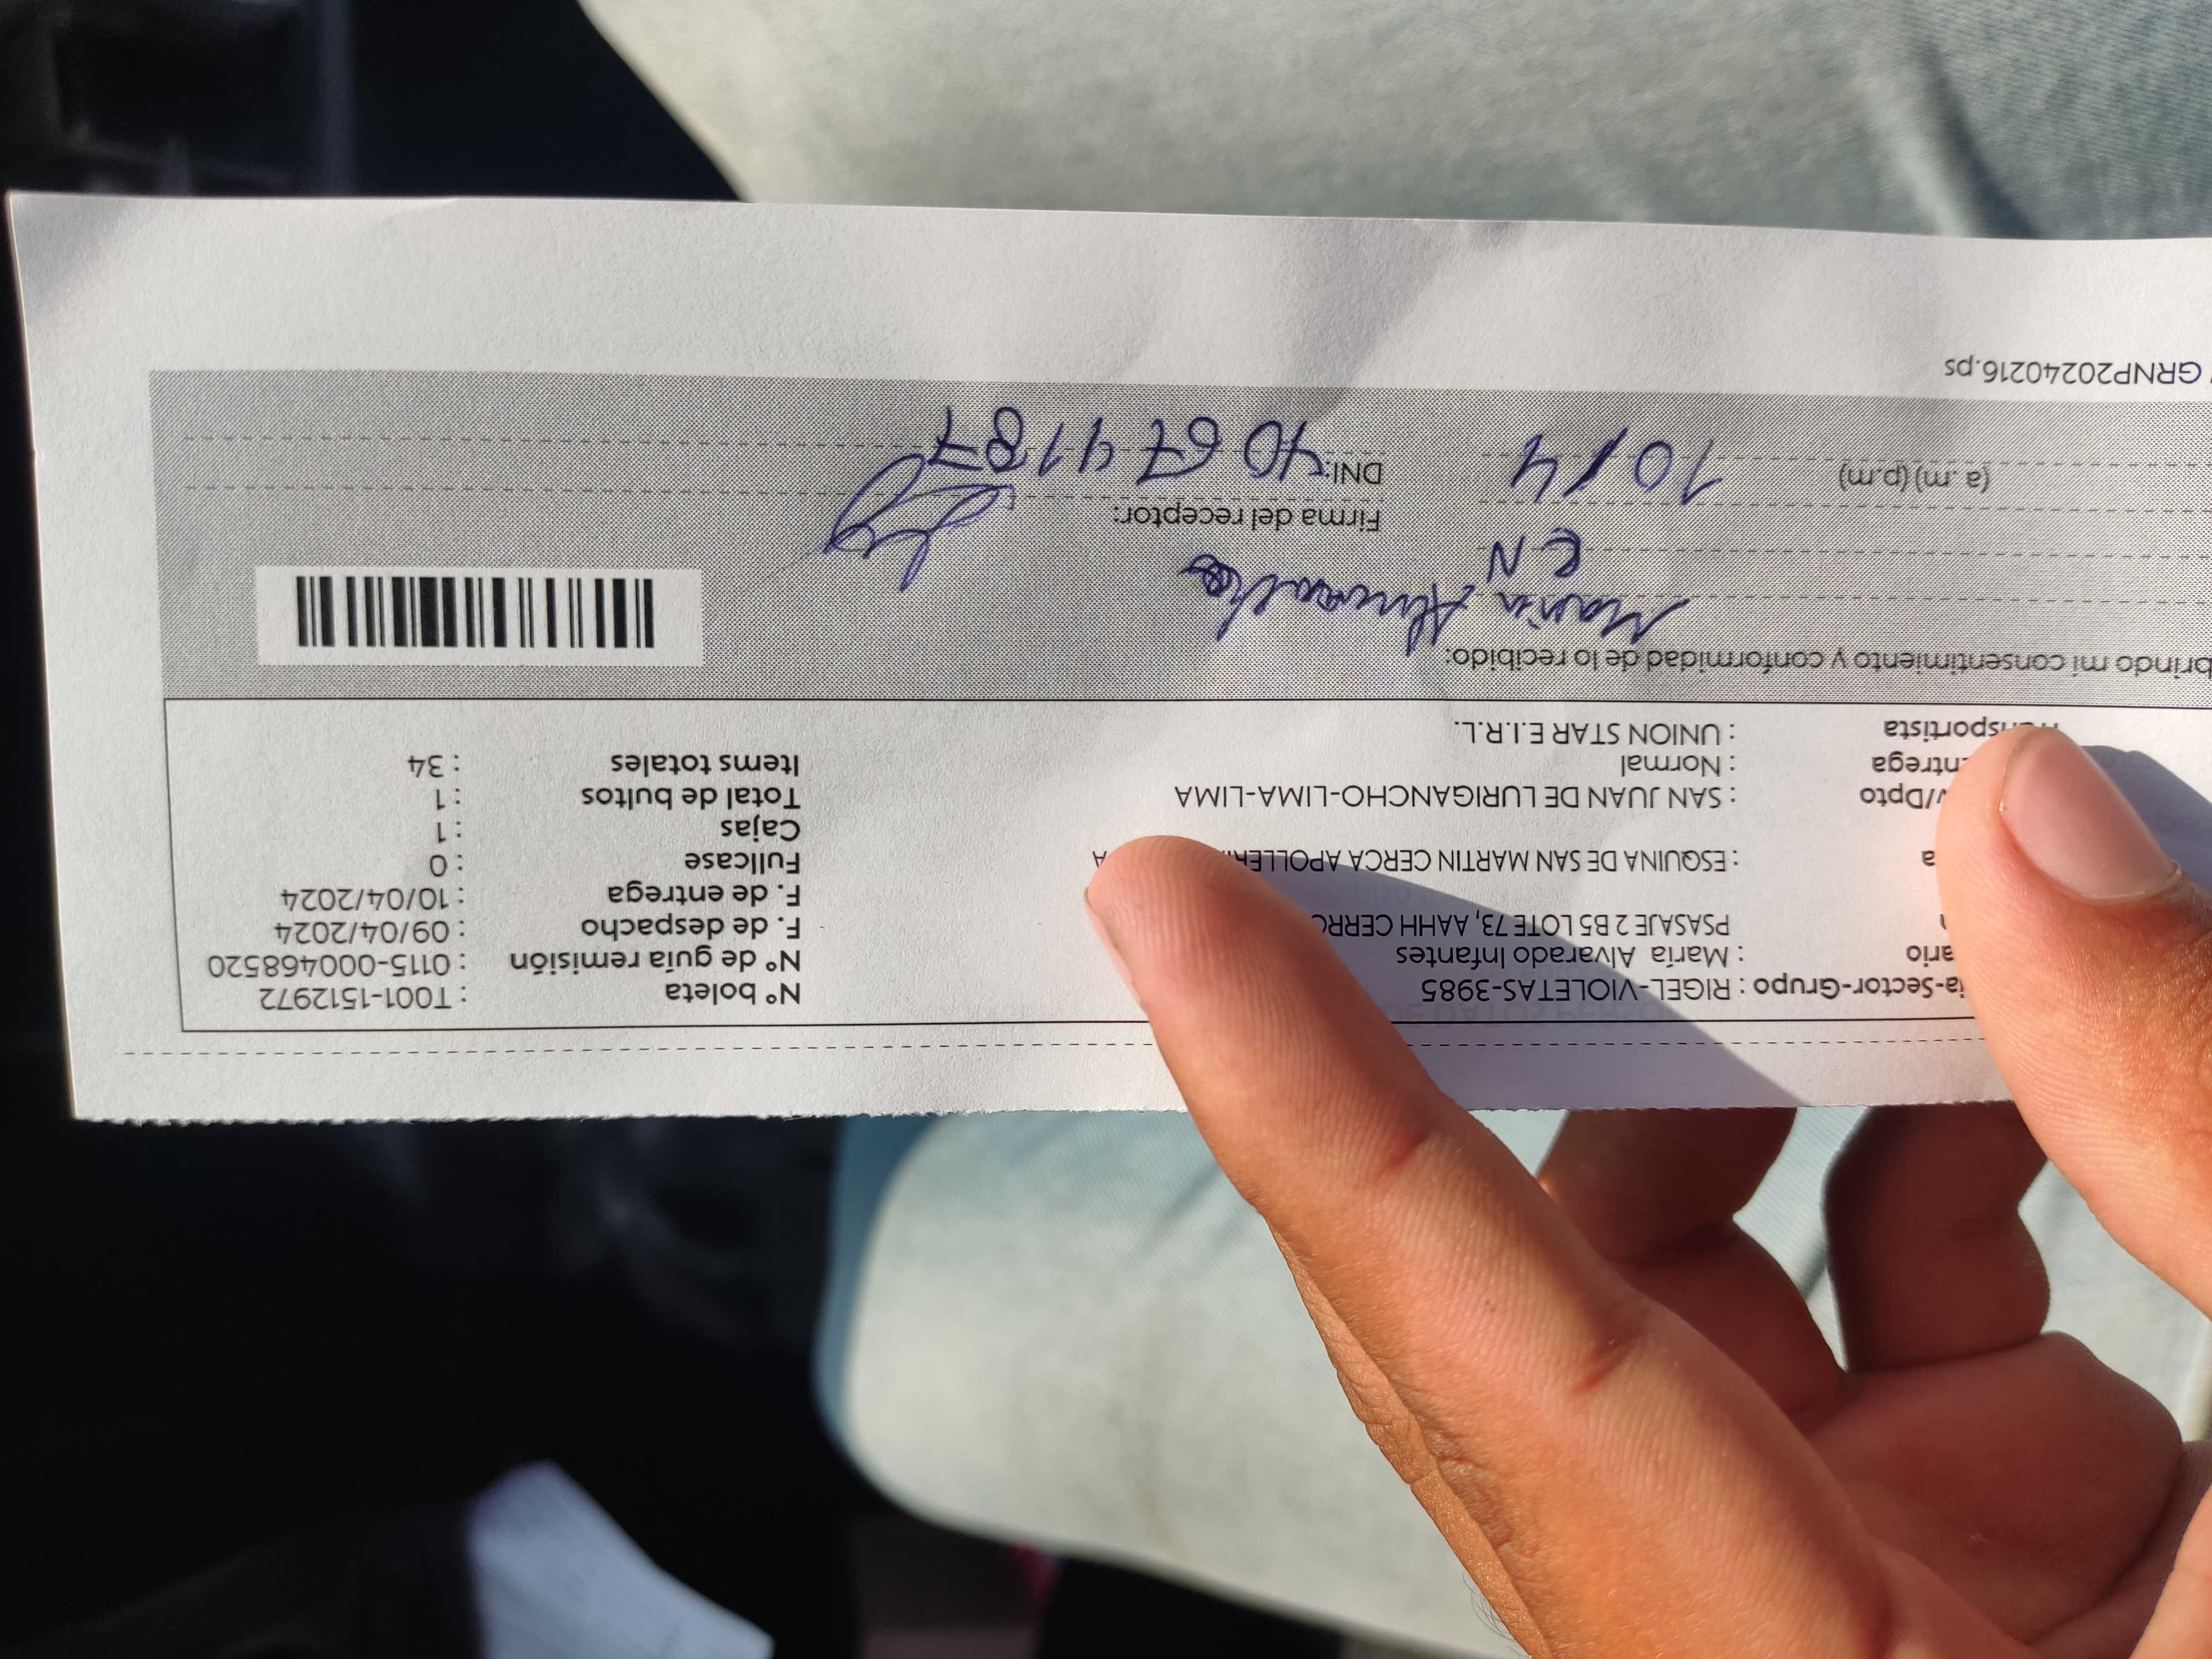 ia-Sector-Grupo : RIGEL-VIOLETAS-3985
ario : María Alvarado Infantes
PSASAJE 2 B5 LOTE 73, AAHH CERRO
: ESQUINA DE SAN MARTIN CERCA APOLLERI
/Dpto : SAN JUAN DE LURIGANCHO-LIMA-LIMA
ntrega : Normal
nsportista : UNION STAR E.I.R.L.
N° boleta : T001-1512972
N° de guía remisión : 0115-000468520
F. de despacho : 09/04/2024
F. de entrega : 10/04/2024
Fullcase : 0
Cajas : 1
Total de bultos : 1
Items totales : 34
brindo mi consentimiento y conformidad de lo recibido:
Maria
CN
Firma del receptor:
(a.m)(p.m) 10/4
DNI:
GRNP20240216.ps